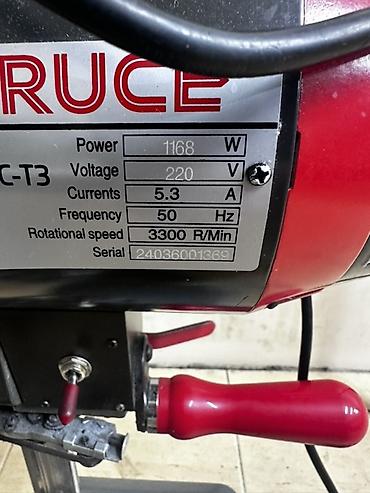 RUCE
Power 1168 W
C-T3 Voltage 220 V
Currents 5.3 A
Frequency 50 Hz
Rotational speed 3300 R/Min
Serial 24036001369